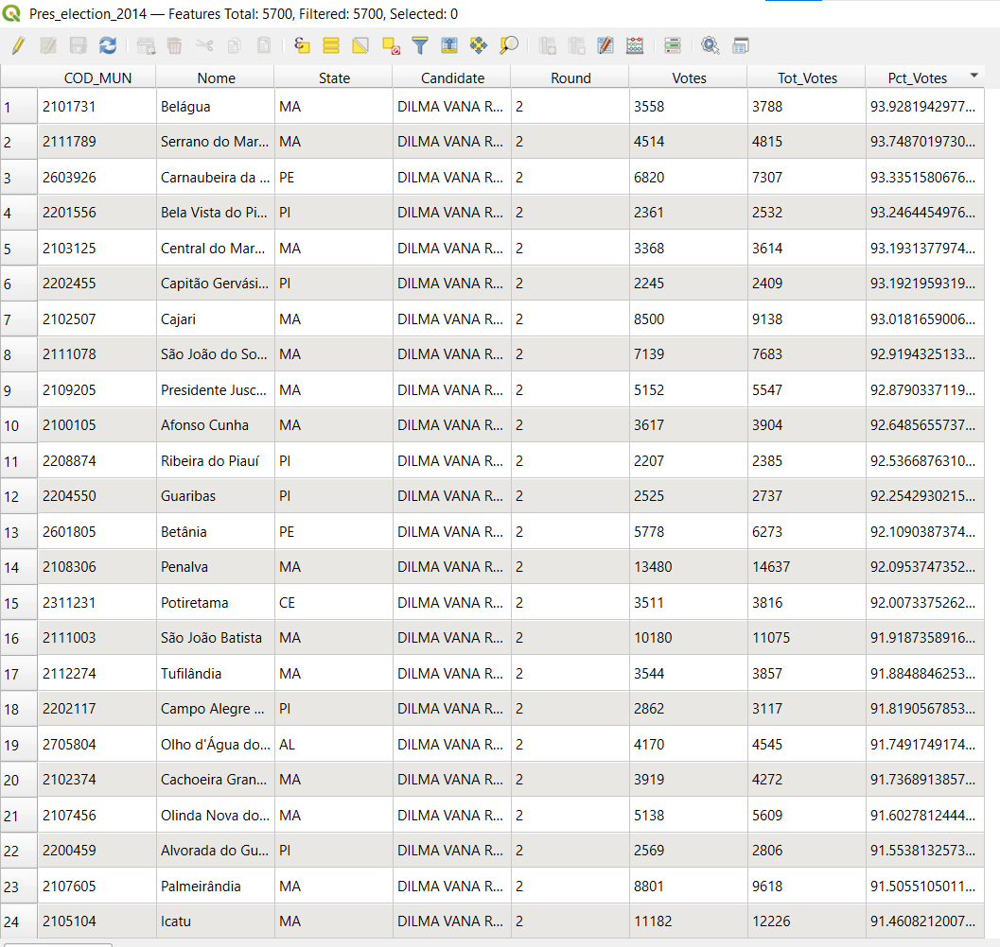 Pres_election_2014 — Features Total: 5700, Filtered: 5700, Selected: 0
COD_MUN Nome State Candidate Round Votes Tot_Votes Pct_Votes
1 2101731 Belágua MA DILMA VANA R... 2 3558 3788 93.9281942977...
2 2111789 Serrano do Mar... MA DILMA VANA R... 2 4514 4815 93.7487019730...
3 2603926 Carnaubeira da ... PE DILMA VANA R... 2 6820 7307 93.3351580676...
4 2201556 Bela Vista do Pi... PI DILMA VANA R... 2 2361 2532 93.2464454976...
5 2103125 Central do Mar... MA DILMA VANA R... 2 3368 3614 93.1931377974...
6 2202455 Capitão Gervási... PI DILMA VANA R... 2 2245 2409 93.1921959319...
7 2102507 Cajari MA DILMA VANA R... 2 8500 9138 93.0181659006...
8 2111078 São João do So... MA DILMA VANA R... 2 7139 7683 92.9194325133...
9 2109205 Presidente Jusc... MA DILMA VANA R... 2 5152 5547 92.8790337119...
10 2100105 Afonso Cunha MA DILMA VANA R... 2 3617 3904 92.6485655737...
11 2208874 Ribeira do Piauí PI DILMA VANA R... 2 2207 2385 92.5366876310...
12 2204550 Guaribas PI DILMA VANA R... 2 2525 2737 92.2542930215...
13 2601805 Betânia PE DILMA VANA R... 2 5778 6273 92.1090387374...
14 2108306 Penalva MA DILMA VANA R... 2 13480 14637 92.0953747352...
15 2311231 Potiretama CE DILMA VANA R... 2 3511 3816 92.0073375262...
16 2111003 São João Batista MA DILMA VANA R... 2 10180 11075 91.9187358916...
17 2112274 Tufilândia MA DILMA VANA R... 2 3544 3857 91.8848846253...
18 2202117 Campo Alegre ... PI DILMA VANA R... 2 2862 3117 91.8190567853...
19 2705804 Olho d'Água do... AL DILMA VANA R... 2 4170 4545 91.7491749174...
20 2102374 Cachoeira Gran... MA DILMA VANA R... 2 3919 4272 91.7368913857...
21 2107456 Olinda Nova do... MA DILMA VANA R... 2 5138 5609 91.6027812444...
22 2200459 Alvorada do Gu... PI DILMA VANA R... 2 2569 2806 91.5538132573...
23 2107605 Palmeirândia MA DILMA VANA R... 2 8801 9618 91.5055105011...
24 2105104 Icatu MA DILMA VANA R... 2 11182 12226 91.4608212007...